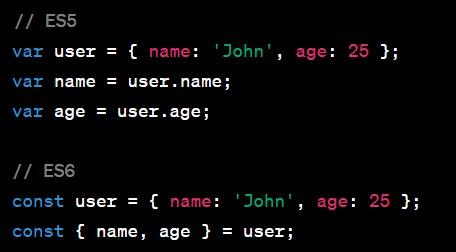 // ES5
var user = { name: 'John', age: 25 };
var name = user.name;
var age = user.age;
// ES6
const user = { name: 'John', age: 25 };
const { name, age } = user;